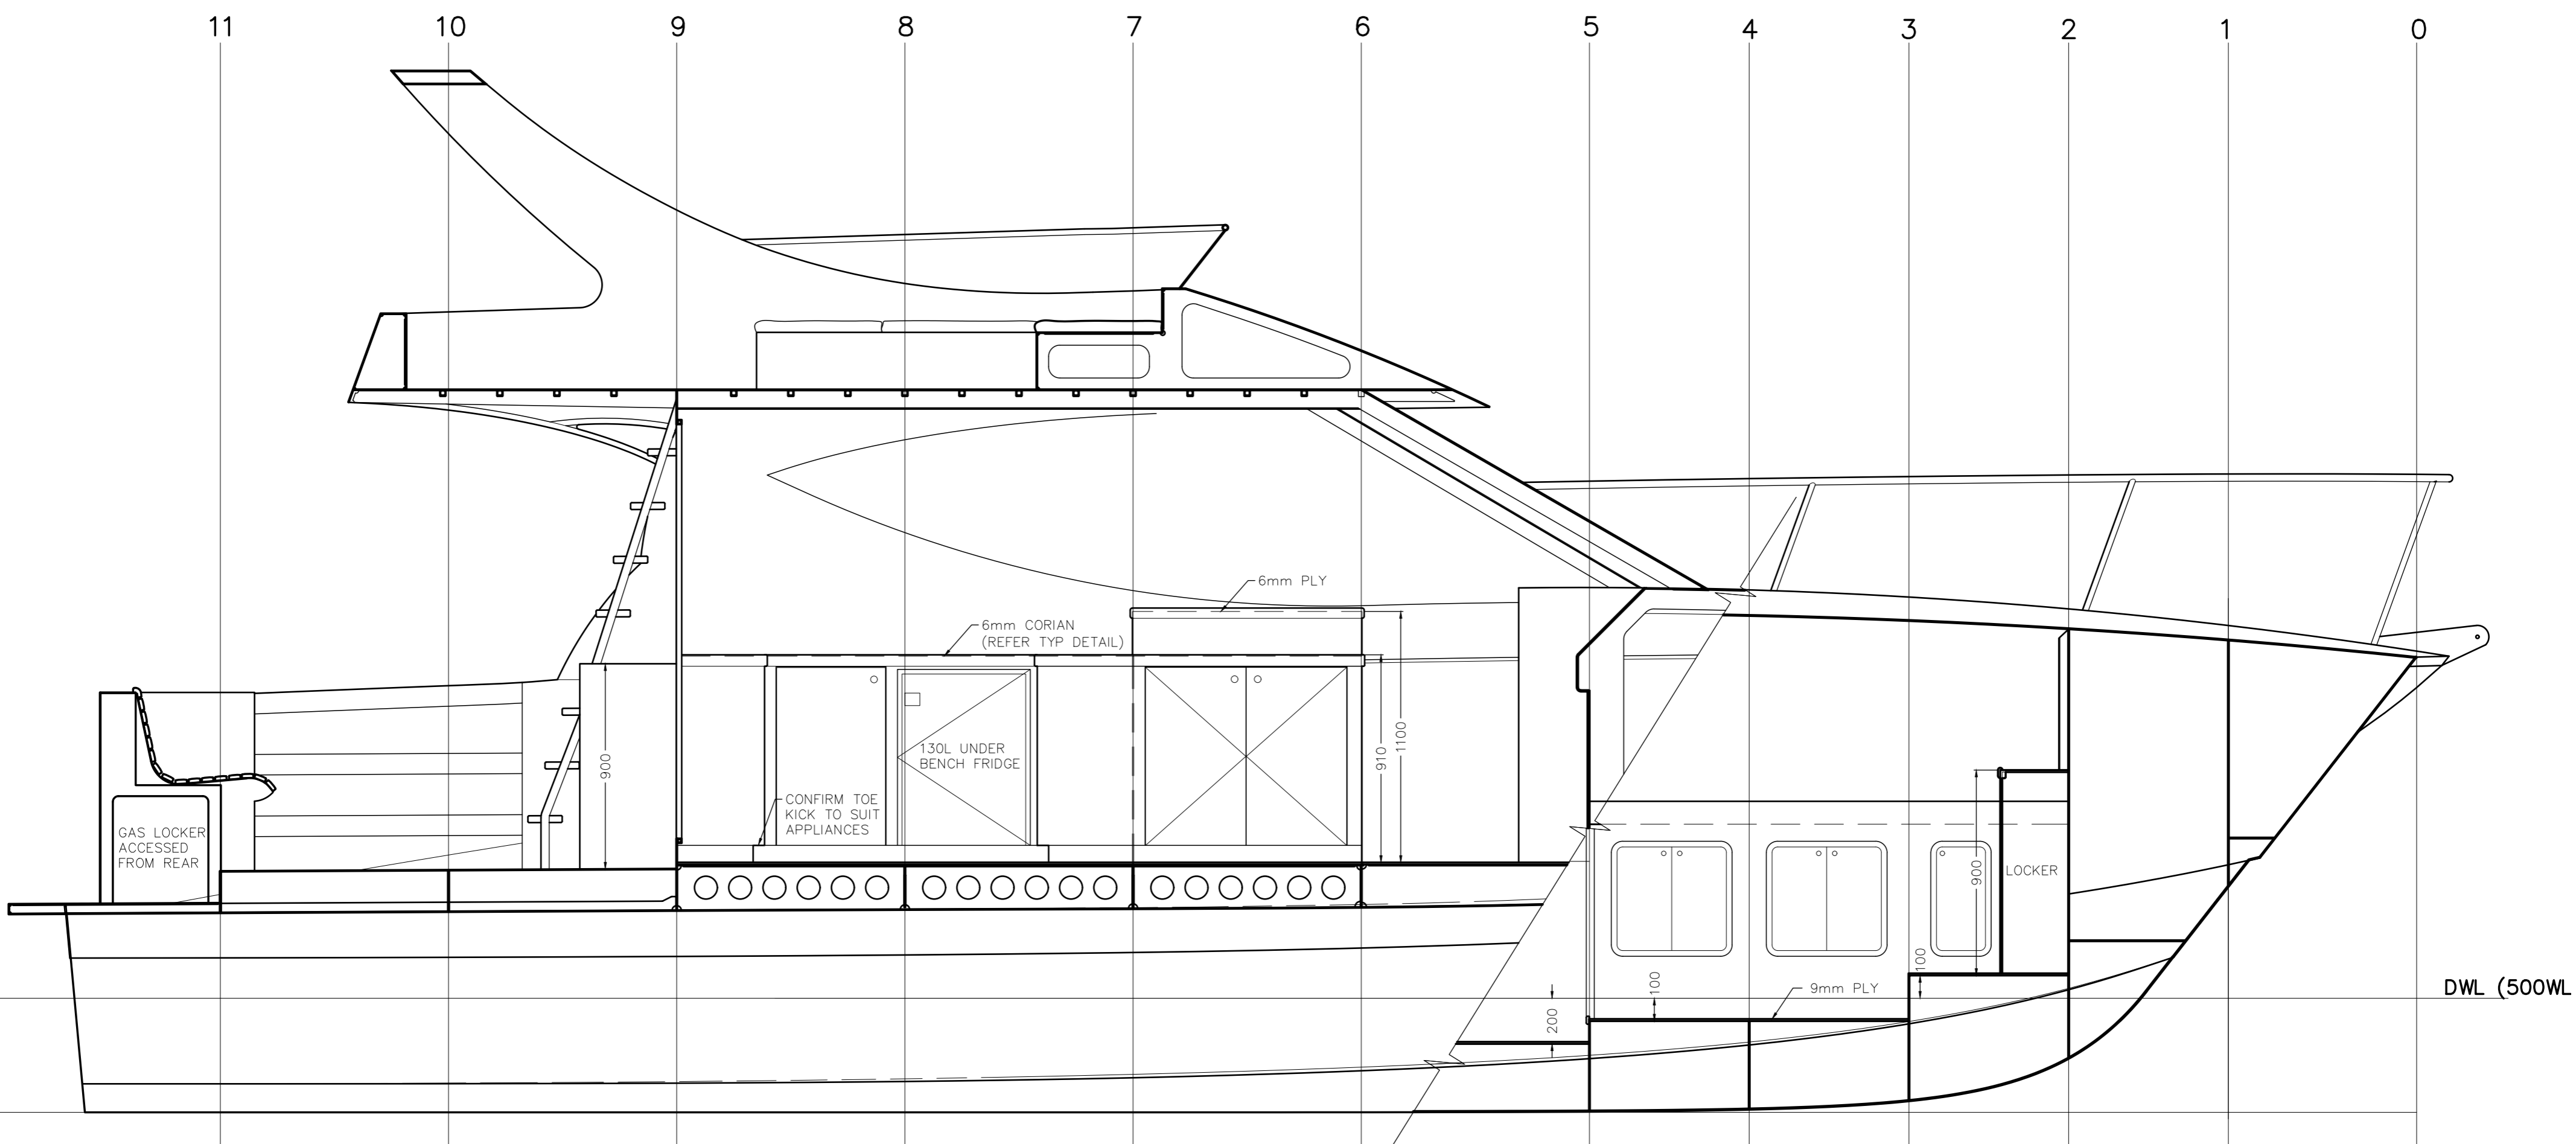 11 10 9 8 7 6 5 4 3 2 1 0
6mm PLY
6mm CORIAN
(REFER TYP DETAIL)
900
910
1100
130L UNDER
BENCH FRIDGE
CONFIRM TOE
KICK TO SUIT
APPLIANCES
GAS LOCKER
ACCESSED
FROM REAR
900
LOCKER
100
100
200
9mm PLY
DWL (500WL